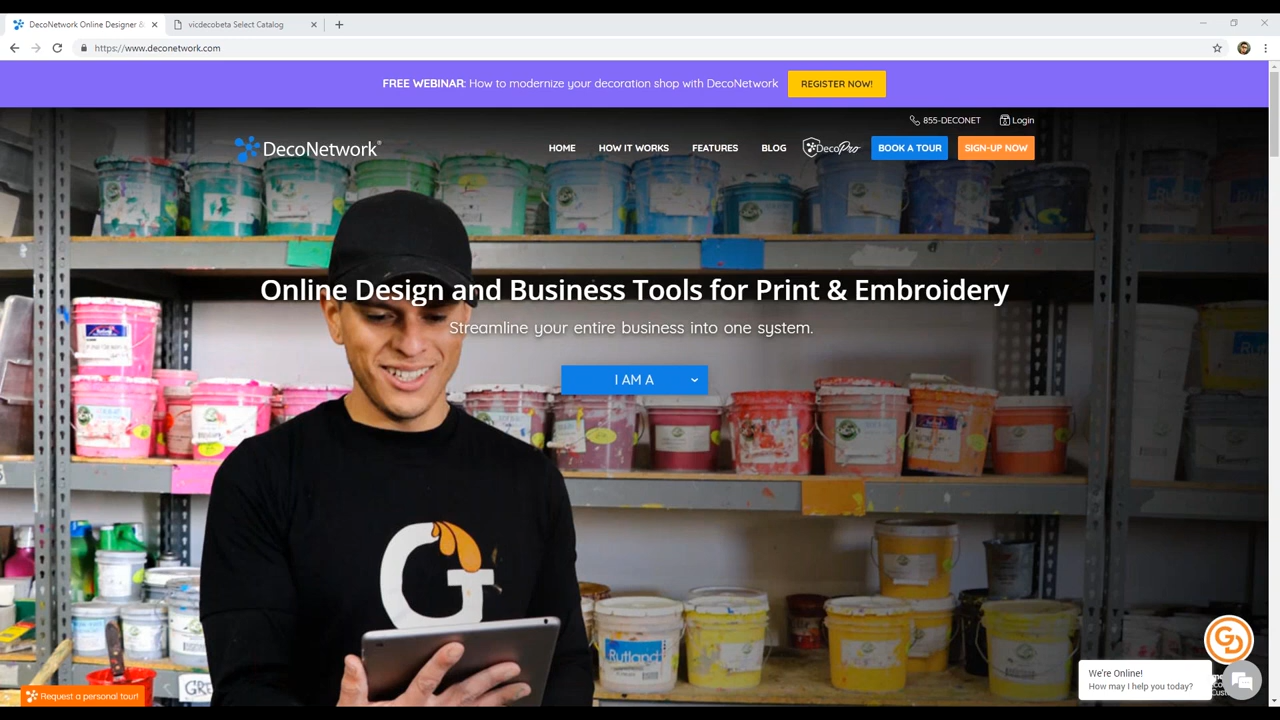 DecoNetwork Online Designer &
vicdecobeta Select Catalog
https://www.deconetwork.com
FREE WEBINAR: How to modernize your decoration shop with DecoNetwork
REGISTER NOW!
855-DECONET
Login
DecoNetwork®
HOME
HOW IT WORKS
FEATURES
BLOG
DecoPro
BOOK A TOUR
SIGN-UP NOW
Online Design and Business Tools for Print & Embroidery
Streamline your entire business into one system.
I AM A
G
Rutland
GD
We're Online!
How may I help you today?
Request a personal tour!